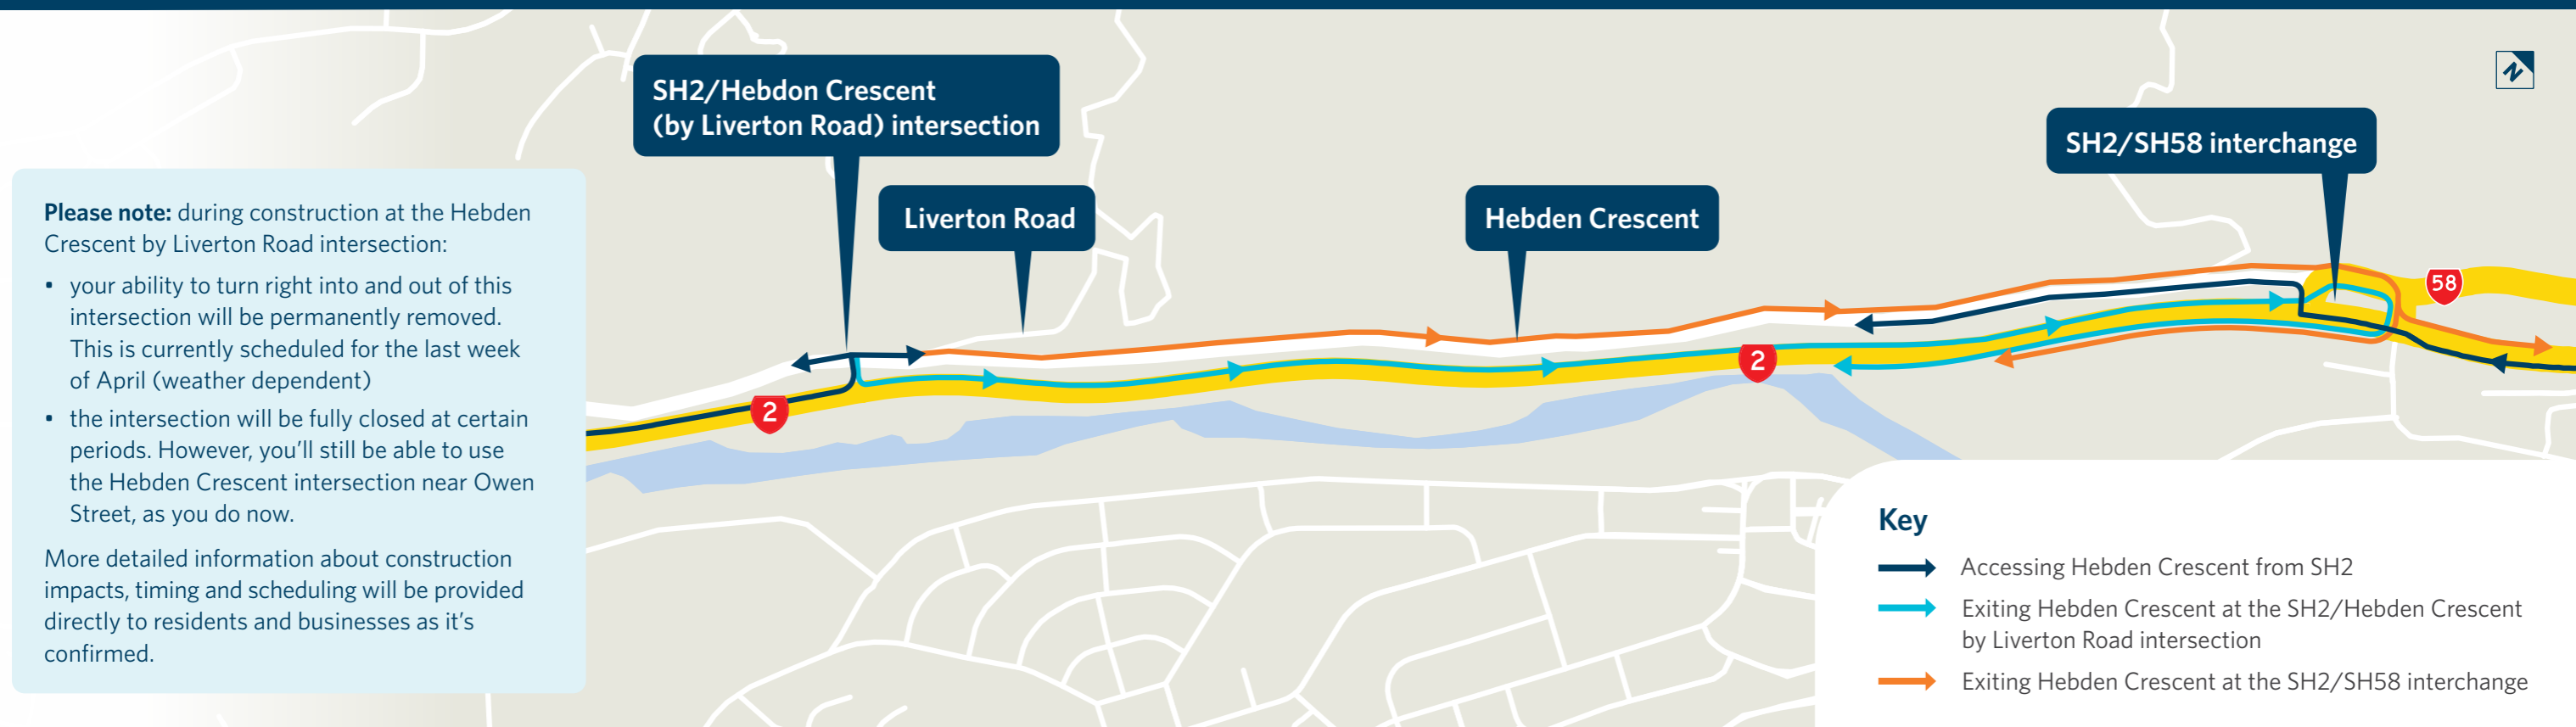 SH2/Hebdon Crescent
(by Liverton Road) intersection
Liverton Road
Hebden Crescent
SH2/SH58 interchange
N
58
2
2
Please note: during construction at the Hebden
Crescent by Liverton Road intersection:
• your ability to turn right into and out of this
intersection will be permanently removed.
This is currently scheduled for the last week
of April (weather dependent)
• the intersection will be fully closed at certain
periods. However, you'll still be able to use
the Hebden Crescent intersection near Owen
Street, as you do now.
More detailed information about construction
impacts, timing and scheduling will be provided
directly to residents and businesses as it's
confirmed.
Key
Accessing Hebden Crescent from SH2
Exiting Hebden Crescent at the SH2/Hebden Crescent
by Liverton Road intersection
Exiting Hebden Crescent at the SH2/SH58 interchange